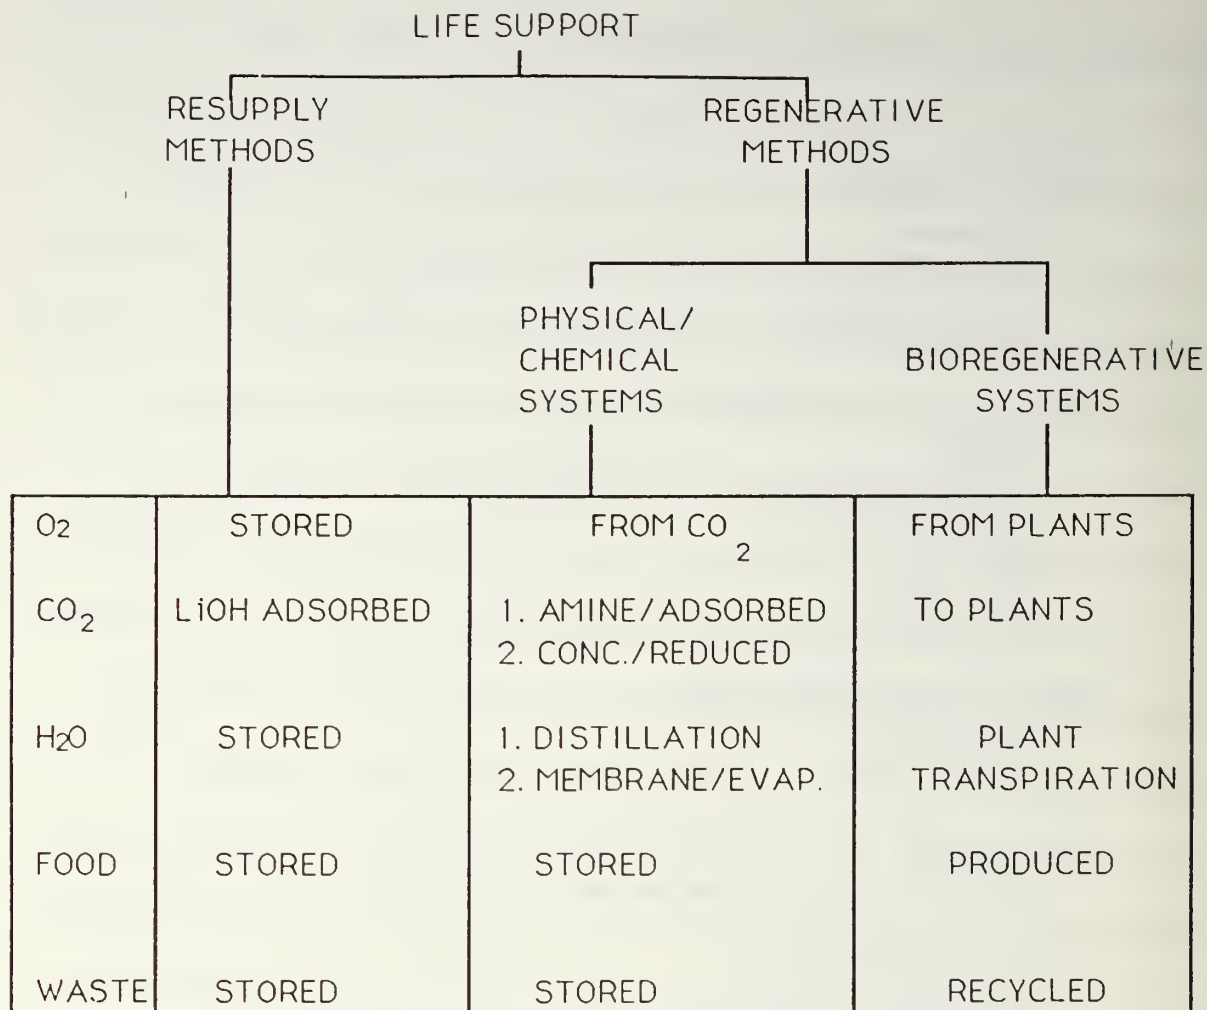 LIFE SUPPORT
RESUPPLY
METHODS
REGENERATIVE
METHODS
PHYSICAL/
CHEMICAL
SYSTEMS
BIOREGENERATIVE
SYSTEMS
O2 STORED FROM CO2 FROM PLANTS
CO2 LiOH ADSORBED 1. AMINE/ADSORBED TO PLANTS
2. CONC./REDUCED
H2O STORED 1. DISTILLATION PLANT
2. MEMBRANE/EVAP. TRANSPIRATION
FOOD STORED STORED PRODUCED
WASTE STORED STORED RECYCLED